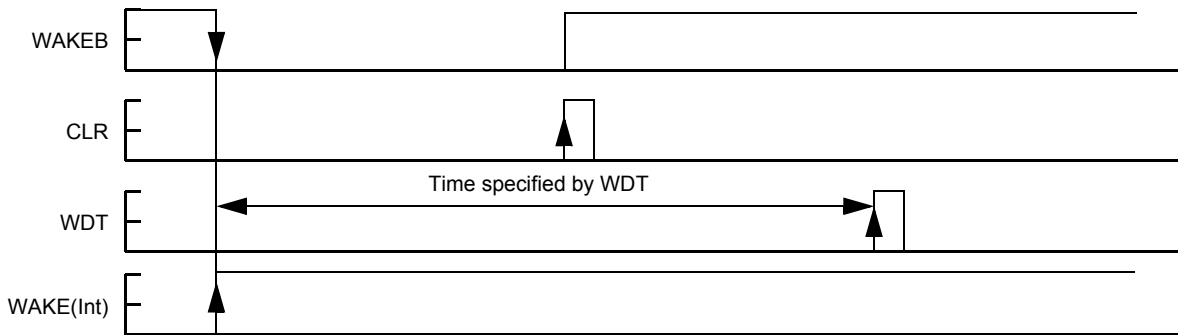 WAKEB
CLR
Time specified by WDT
WDT
WAKE(Int)